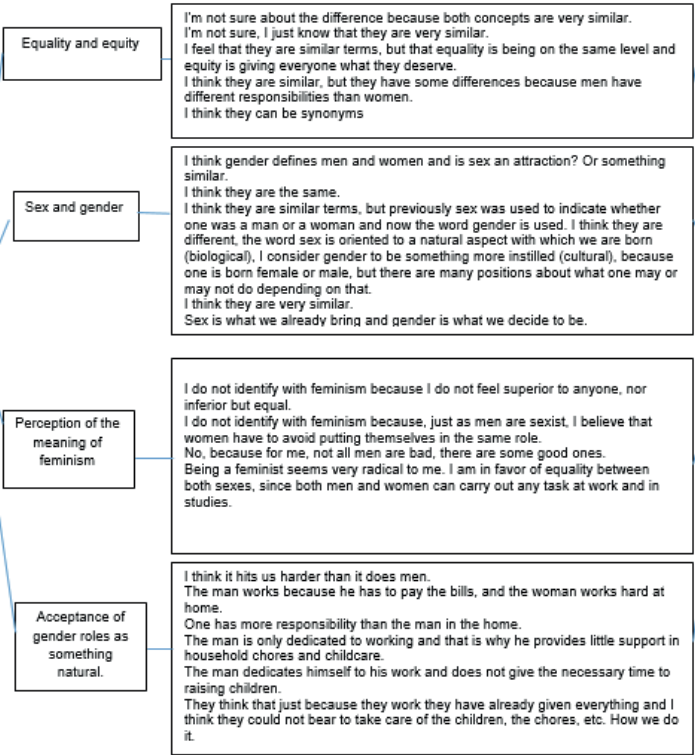 Equality and equity
I'm not sure about the difference because both concepts are very similar.
I'm not sure, I just know that they are very similar.
I feel that they are similar terms, but that equality is being on the same level and
equity is giving everyone what they deserve.
I think they are similar, but they have some differences because men have
different responsibilities than women.
I think they can be synonyms
Sex and gender
I think gender defines men and women and is sex an attraction? Or something
similar.
I think they are the same.
I think they are similar terms, but previously sex was used to indicate whether
one was a man or a woman and now the word gender is used. I think they are
different, the word sex is oriented to a natural aspect with which we are born
(biological), I consider gender to be something more instilled (cultural), because
one is born female or male, but there are many positions about what one may or
may not do depending on that.
I think they are very similar.
Sex is what we already bring and gender is what we decide to be.
Perception of the
meaning of
feminism
I do not identify with feminism because I do not feel superior to anyone, nor
inferior but equal.
I do not identify with feminism because, just as men are sexist, I believe that
women have to avoid putting themselves in the same role.
No, because for me, not all men are bad, there are some good ones.
Being a feminist seems very radical to me. I am in favor of equality between
both sexes, since both men and women can carry out any task at work and in
studies.
Acceptance of
gender roles as
something
natural.
I think it hits us harder than it does men.
The man works because he has to pay the bills, and the woman works hard at
home.
One has more responsibility than the man in the home.
The man is only dedicated to working and that is why he provides little support in
household chores and childcare.
The man dedicates himself to his work and does not give the necessary time to
raising children.
They think that just because they work they have already given everything and I
think they could not bear to take care of the children, the chores, etc. How we do
it.